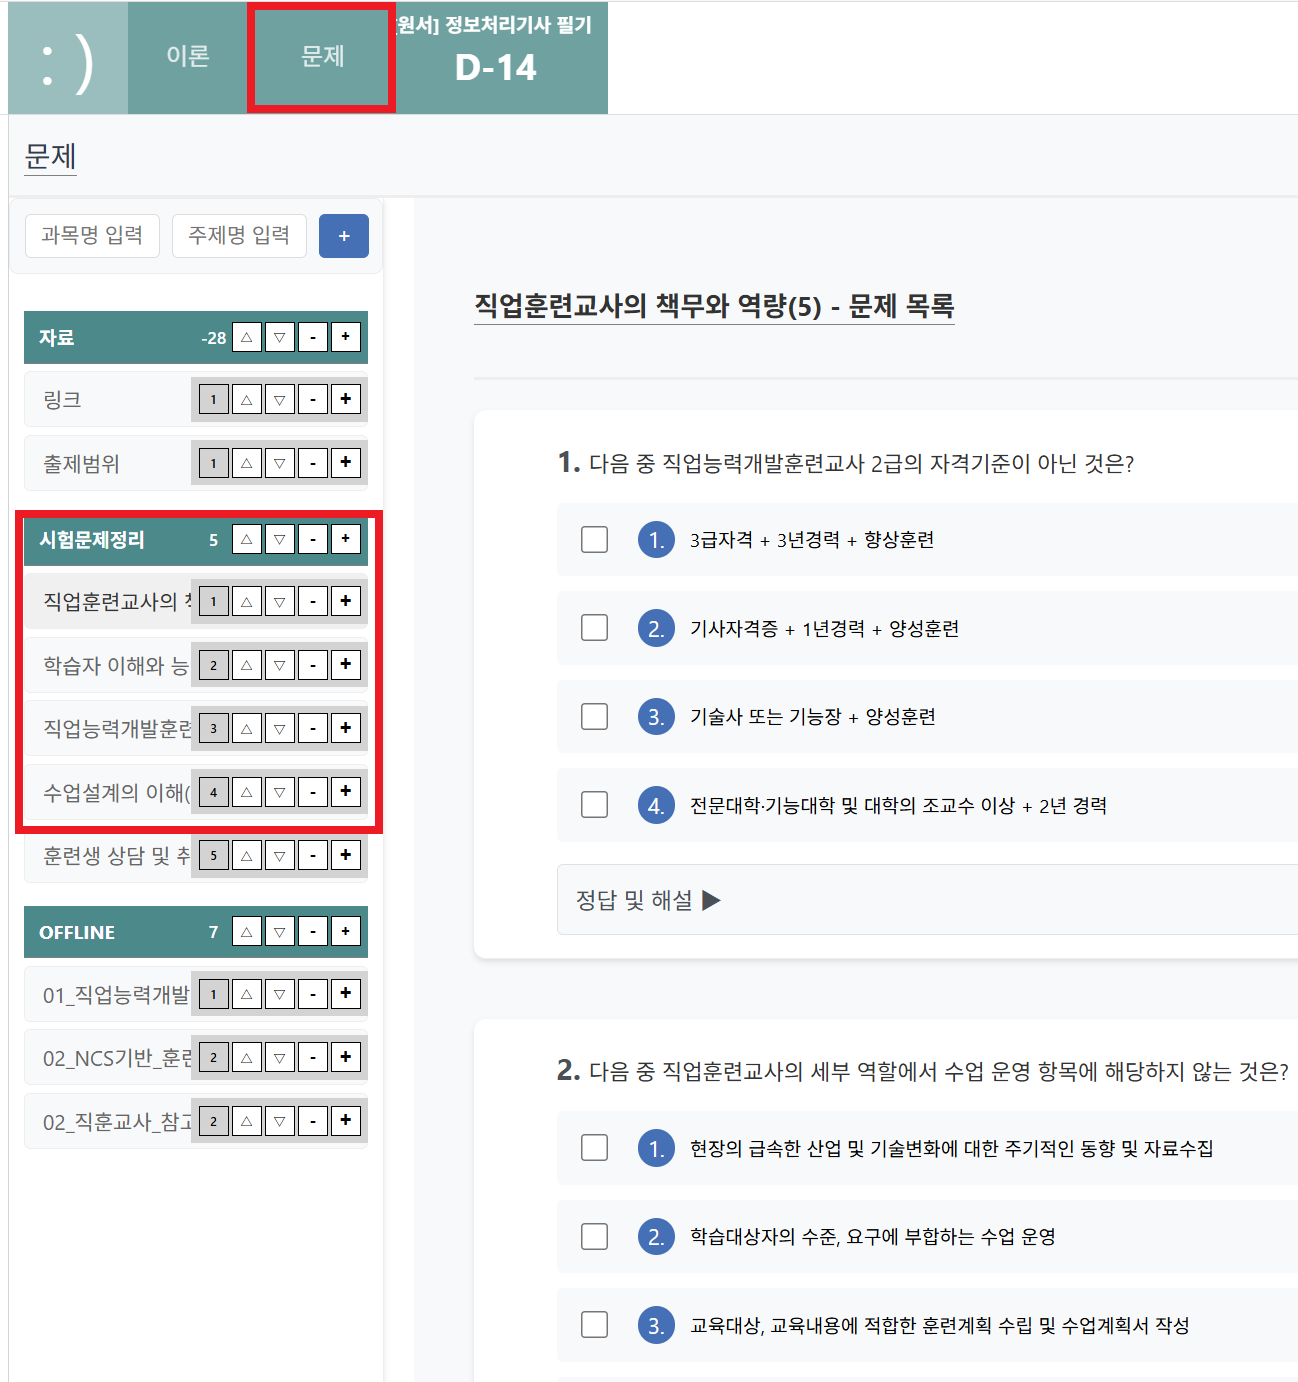 :)
이론
문제
원서] 정보처리기사 필기
D-14
문제
과목명 입력
주제명 입력
+
자료 -28 △ ▽ - +
링크 1 △ ▽ - +
출제범위 1 △ ▽ - +
시험문제정리 5 △ ▽ - +
직업훈련교사의 1 △ ▽ - +
학습자 이해와 능 2 △ ▽ - +
직업능력개발훈련 3 △ ▽ - +
수업설계의 이해( 4 △ ▽ - +
훈련생 상담 및 취 5 △ ▽ - +
OFFLINE 7 △ ▽ - +
01_직업능력개발 1 △ ▽ - +
02_NCS기반_훈련 2 △ ▽ - +
02_직훈교사_참고 2 △ ▽ - +
직업훈련교사의 책무와 역량(5) - 문제 목록
1. 다음 중 직업능력개발훈련교사 2급의 자격기준이 아닌 것은?
1. 3급자격 + 3년경력 + 향상훈련
2. 기사자격증 + 1년경력 + 양성훈련
3. 기술사 또는 기능장 + 양성훈련
4. 전문대학·기능대학 및 대학의 조교수 이상 + 2년 경력
정답 및 해설 ▶
2. 다음 중 직업훈련교사의 세부 역할에서 수업 운영 항목에 해당하지 않는 것은?
1. 현장의 급속한 산업 및 기술변화에 대한 주기적인 동향 및 자료수집
2. 학습대상자의 수준, 요구에 부합하는 수업 운영
3. 교육대상, 교육내용에 적합한 훈련계획 수립 및 수업계획서 작성